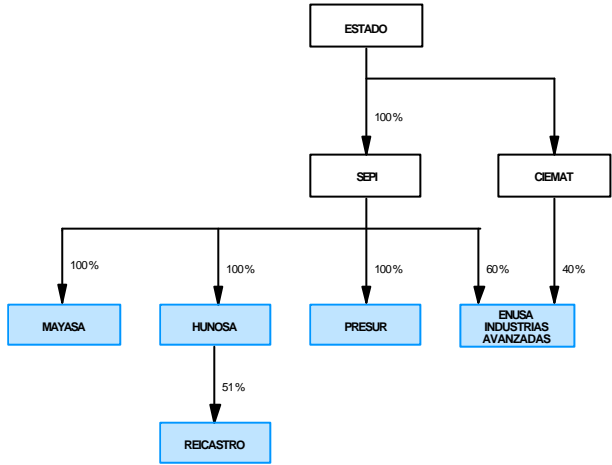 ESTADO
100%
SEPI
CIEMAT
100%
100%
100%
60%
40%
MAYASA
HUNOSA
PRESUR
ENUSA
INDUSTRIAS
AVANZADAS
51%
REICASTRO